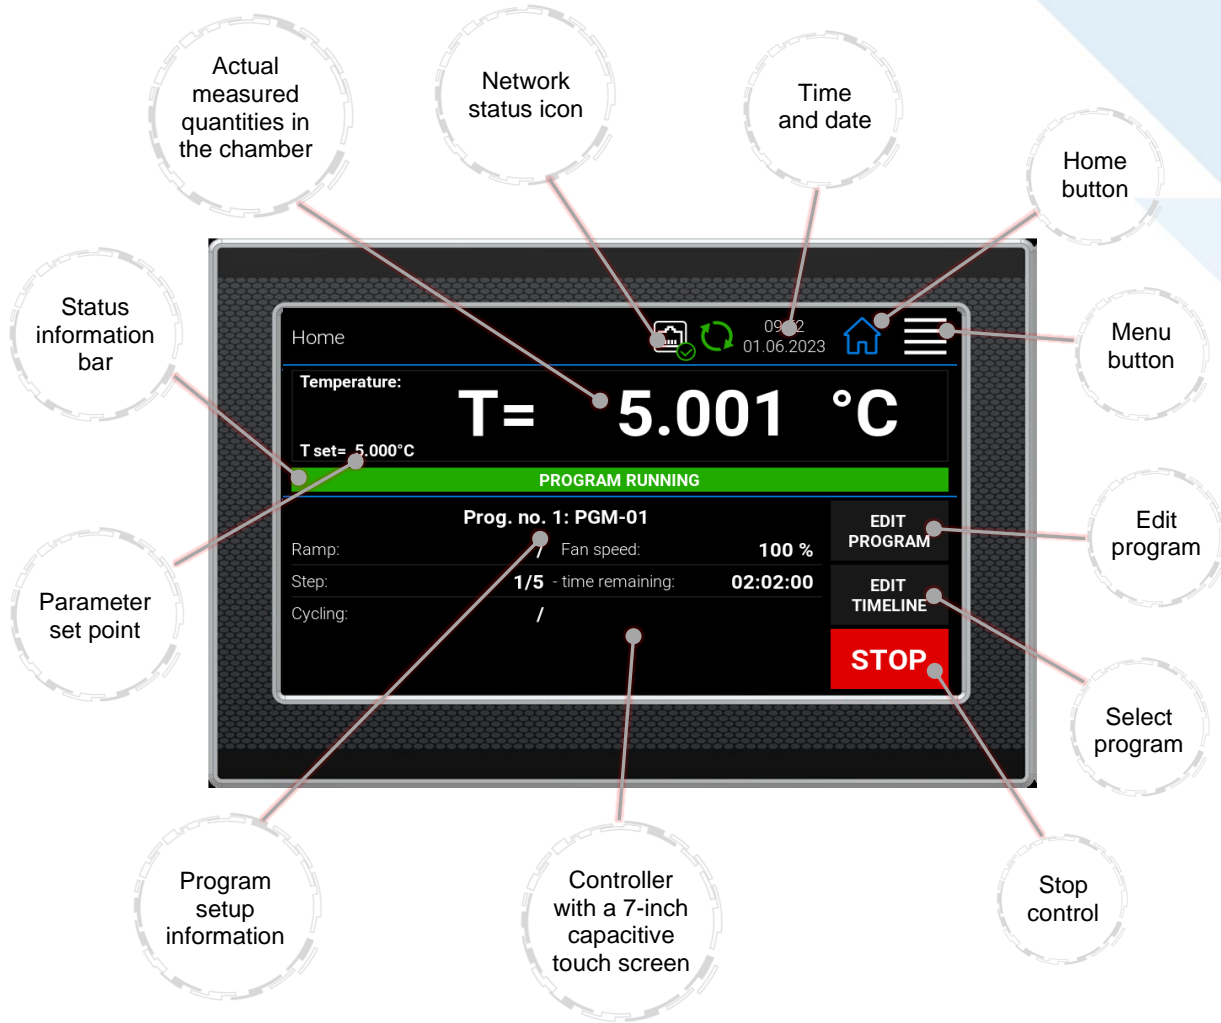 Actual
measured
quantities in
the chamber
Network
status icon
Time
and date
Home
button
Status
information
bar
Menu
button
Parameter
set point
Edit
program
Select
program
Program
setup
information
Controller
with a 7-inch
capacitive
touch screen
Stop
control
Home
01.06.2023
Temperature:
T= 5.001 °C
T set= 5.000°C
PROGRAM RUNNING
Prog. no. 1: PGM-01
Ramp: / Fan speed: 100 %
Step: 1/5 - time remaining: 02:02:00
Cycling: /
EDIT
PROGRAM
EDIT
TIMELINE
STOP